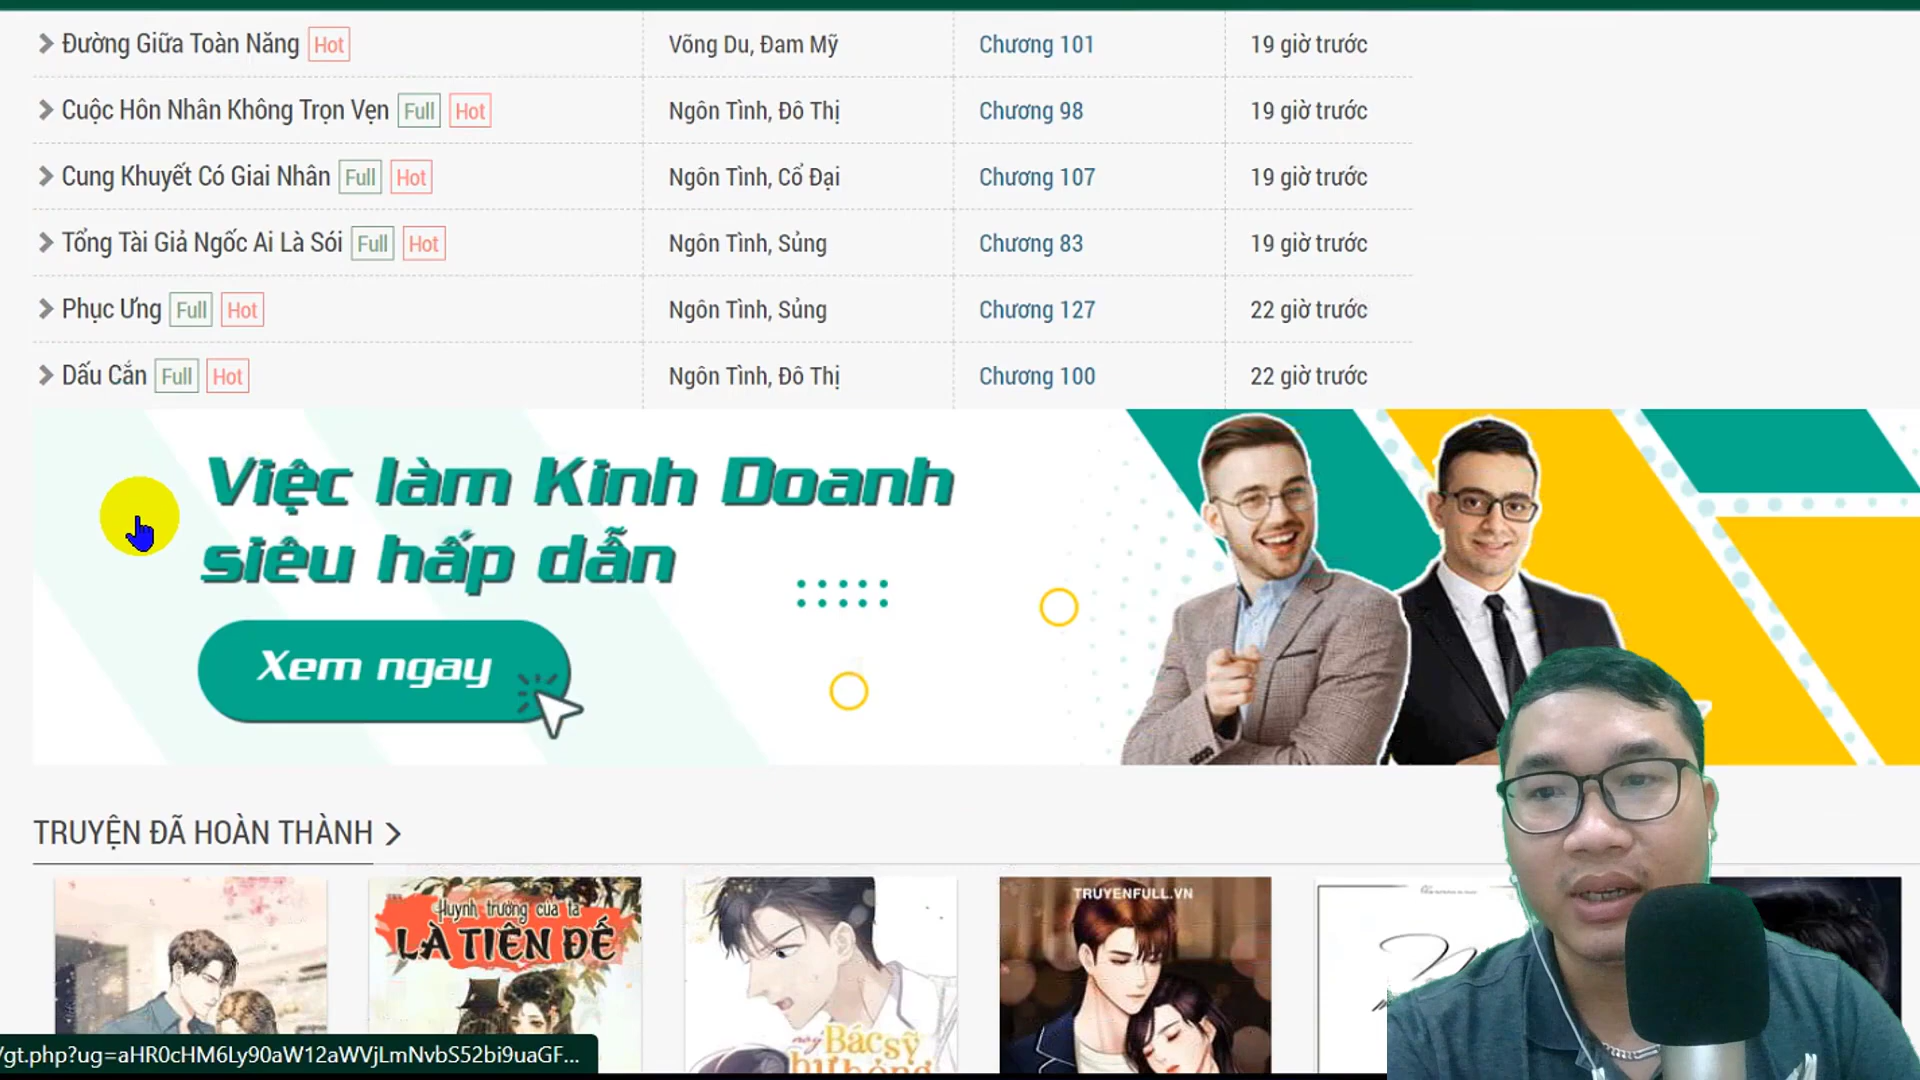 Đường Giữa Toàn Năng Hot Võng Du, Đam Mỹ Chương 101 19 giờ trước
Cuộc Hôn Nhân Không Trọn Vẹn Full Hot Ngôn Tình, Đô Thị Chương 98 19 giờ trước
Cung Khuyết Có Giai Nhân Full Hot Ngôn Tình, Cổ Đại Chương 107 19 giờ trước
Tổng Tài Giả Ngốc Ai Là Sói Full Hot Ngôn Tình, Sủng Chương 83 19 giờ trước
Phục Ưng Full Hot Ngôn Tình, Sủng Chương 127 22 giờ trước
Dấu Cắn Full Hot Ngôn Tình, Đô Thị Chương 100 22 giờ trước
Việc làm Kinh Doanh
siêu hấp dẫn
Xem ngay
TRUYỆN ĐÃ HOÀN THÀNH
Huynh trưởng của ta
LÀ TIÊN ĐẾ
Bác sỹ
TRUYENFULL.VN
/gt.php?ug=aHR0cHM6Ly90aW12aWVjLmNvbS52bi9uaGF...